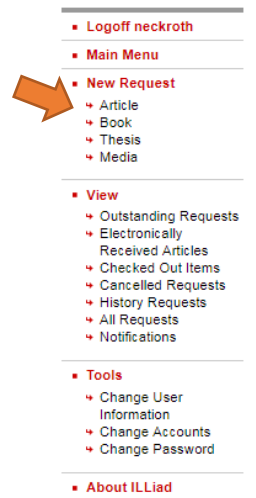 Logoff neckroth
Main Menu
New Request
Article
Book
Thesis
Media
View
Outstanding Requests
Electronically
Received Articles
Checked Out Items
Cancelled Requests
History Requests
All Requests
Notifications
Tools
Change User
Information
Change Accounts
Change Password
About ILLiad